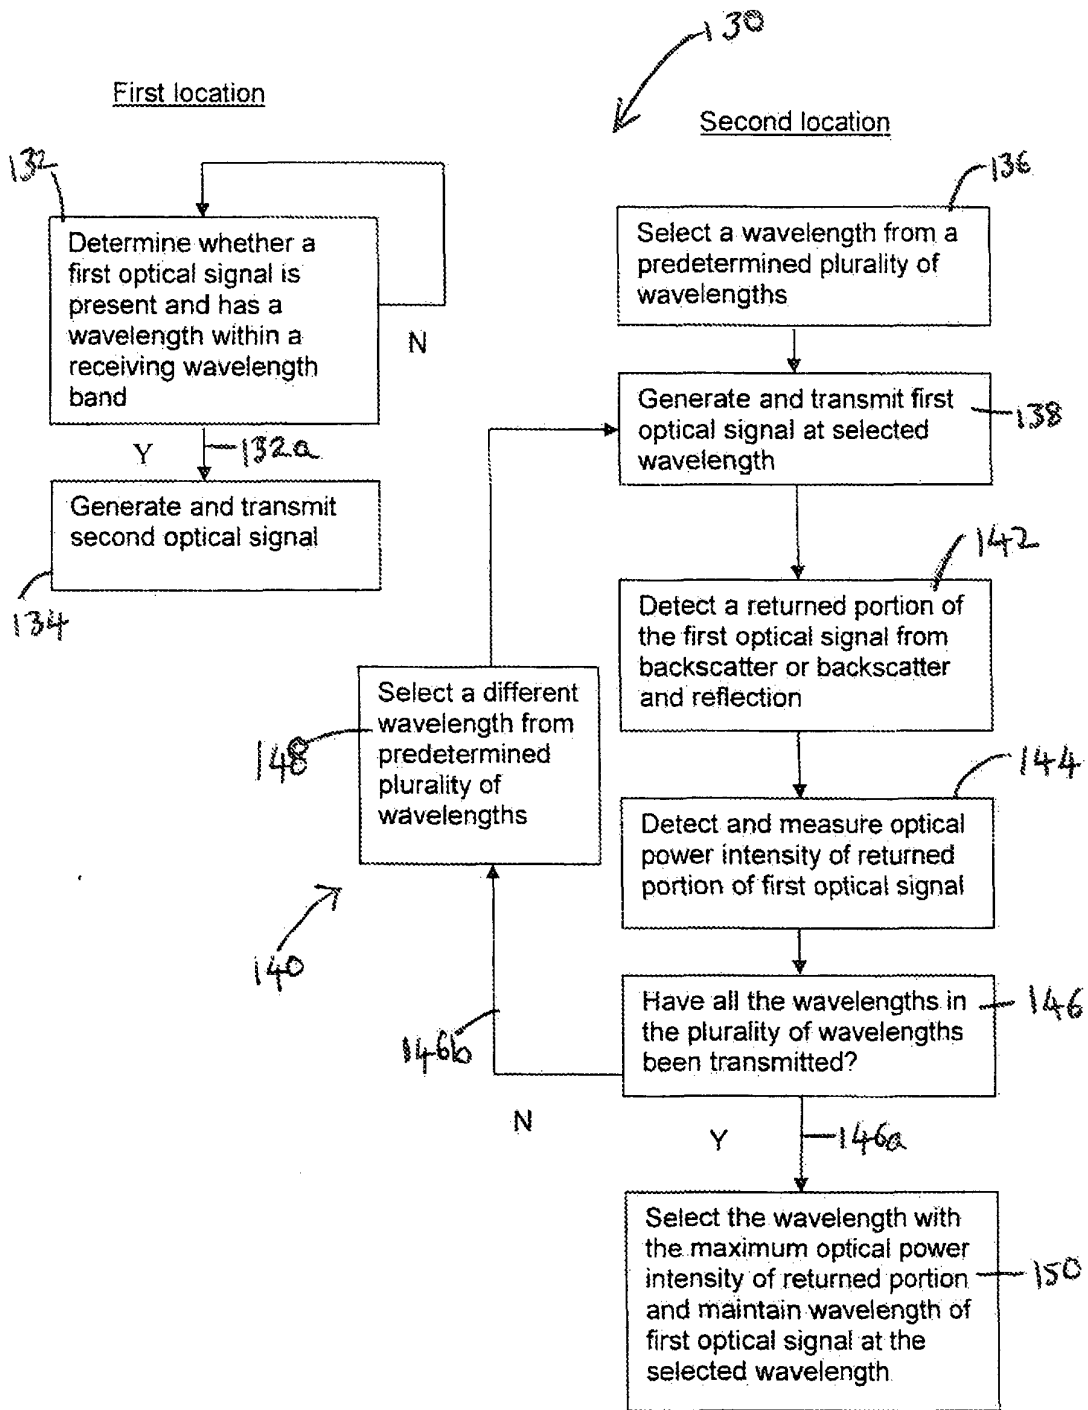 130
First location
Second location
132
Determine whether a
first optical signal is
present and has a
wavelength within a
receiving wavelength
band
N
Y
132a
Generate and transmit
second optical signal
134
136
Select a wavelength from a
predetermined plurality of
wavelengths
Generate and transmit first
optical signal at selected
wavelength
138
142
Detect a returned portion of
the first optical signal from
backscatter or backscatter
and reflection
Select a different
wavelength from
predetermined
plurality of
wavelengths
148
144
Detect and measure optical
power intensity of returned
portion of first optical signal
140
Have all the wavelengths in
the plurality of wavelengths
been transmitted?
146
146b
N
Y
146a
Select the wavelength with
the maximum optical power
intensity of returned portion
and maintain wavelength of
first optical signal at the
selected wavelength
150